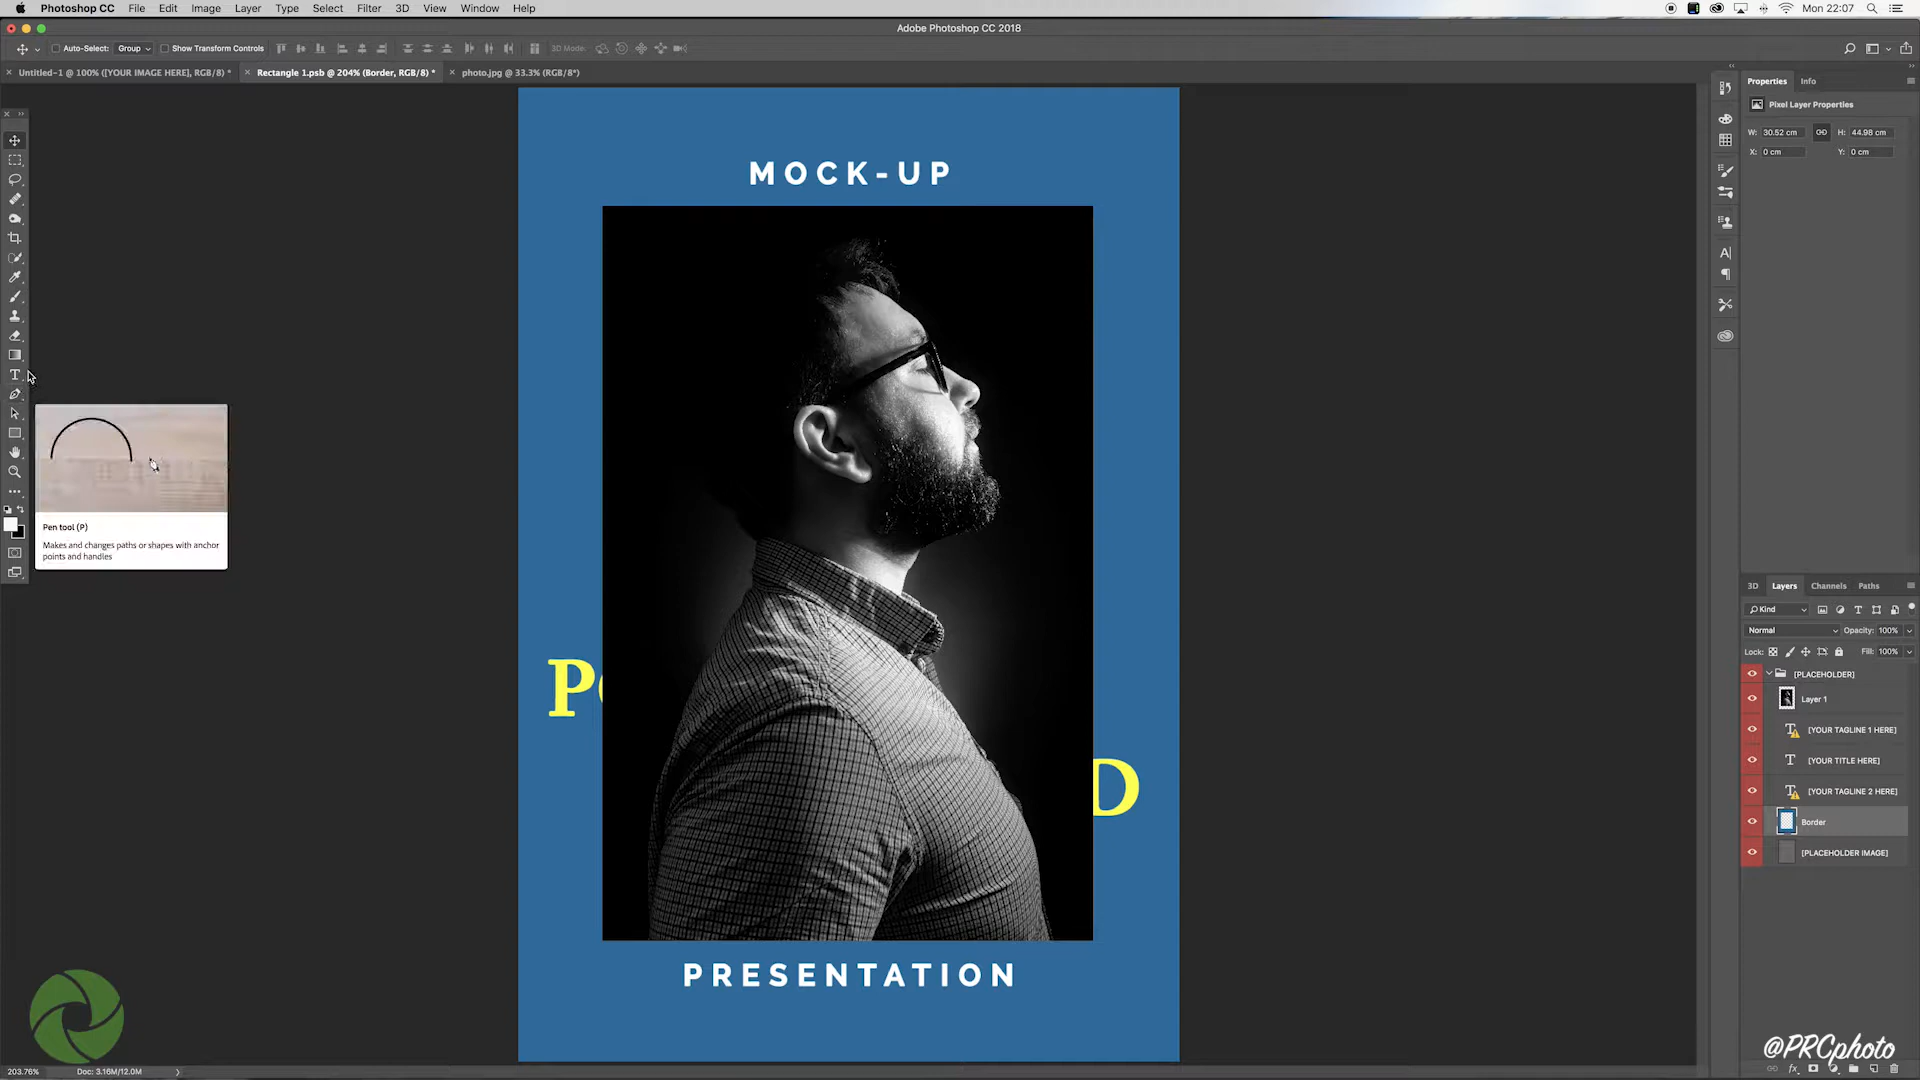 Photoshop CC File Edit Image Layer Type Select Filter 3D View Window Help
Mon 22:07
Adobe Photoshop CC 2018
Auto-Select: Group Show Transform Controls 3D Mode:
Untitled-1 @ 100% ([YOUR IMAGE HERE], RGB/8) *
Rectangle 1.psb @ 204% (Border, RGB/8) *
photo.jpg @ 33.3% (RGB/8*)
MOCK-UP
P
D
PRESENTATION
Pen tool (P)
Makes and changes paths or shapes with anchor
points and handles
Properties Info
Pixel Layer Properties
W: 30.52 cm H: 44.98 cm
X: 0 cm Y: 0 cm
3D Layers Channels Paths
Kind
Normal Opacity: 100%
Lock: Fill: 100%
[PLACEHOLDER]
Layer 1
[YOUR TAGLINE 1 HERE]
[YOUR TITLE HERE]
[YOUR TAGLINE 2 HERE]
Border
[PLACEHOLDER IMAGE]
@PRCphoto
203.76% Doc: 3.16M/12.0M